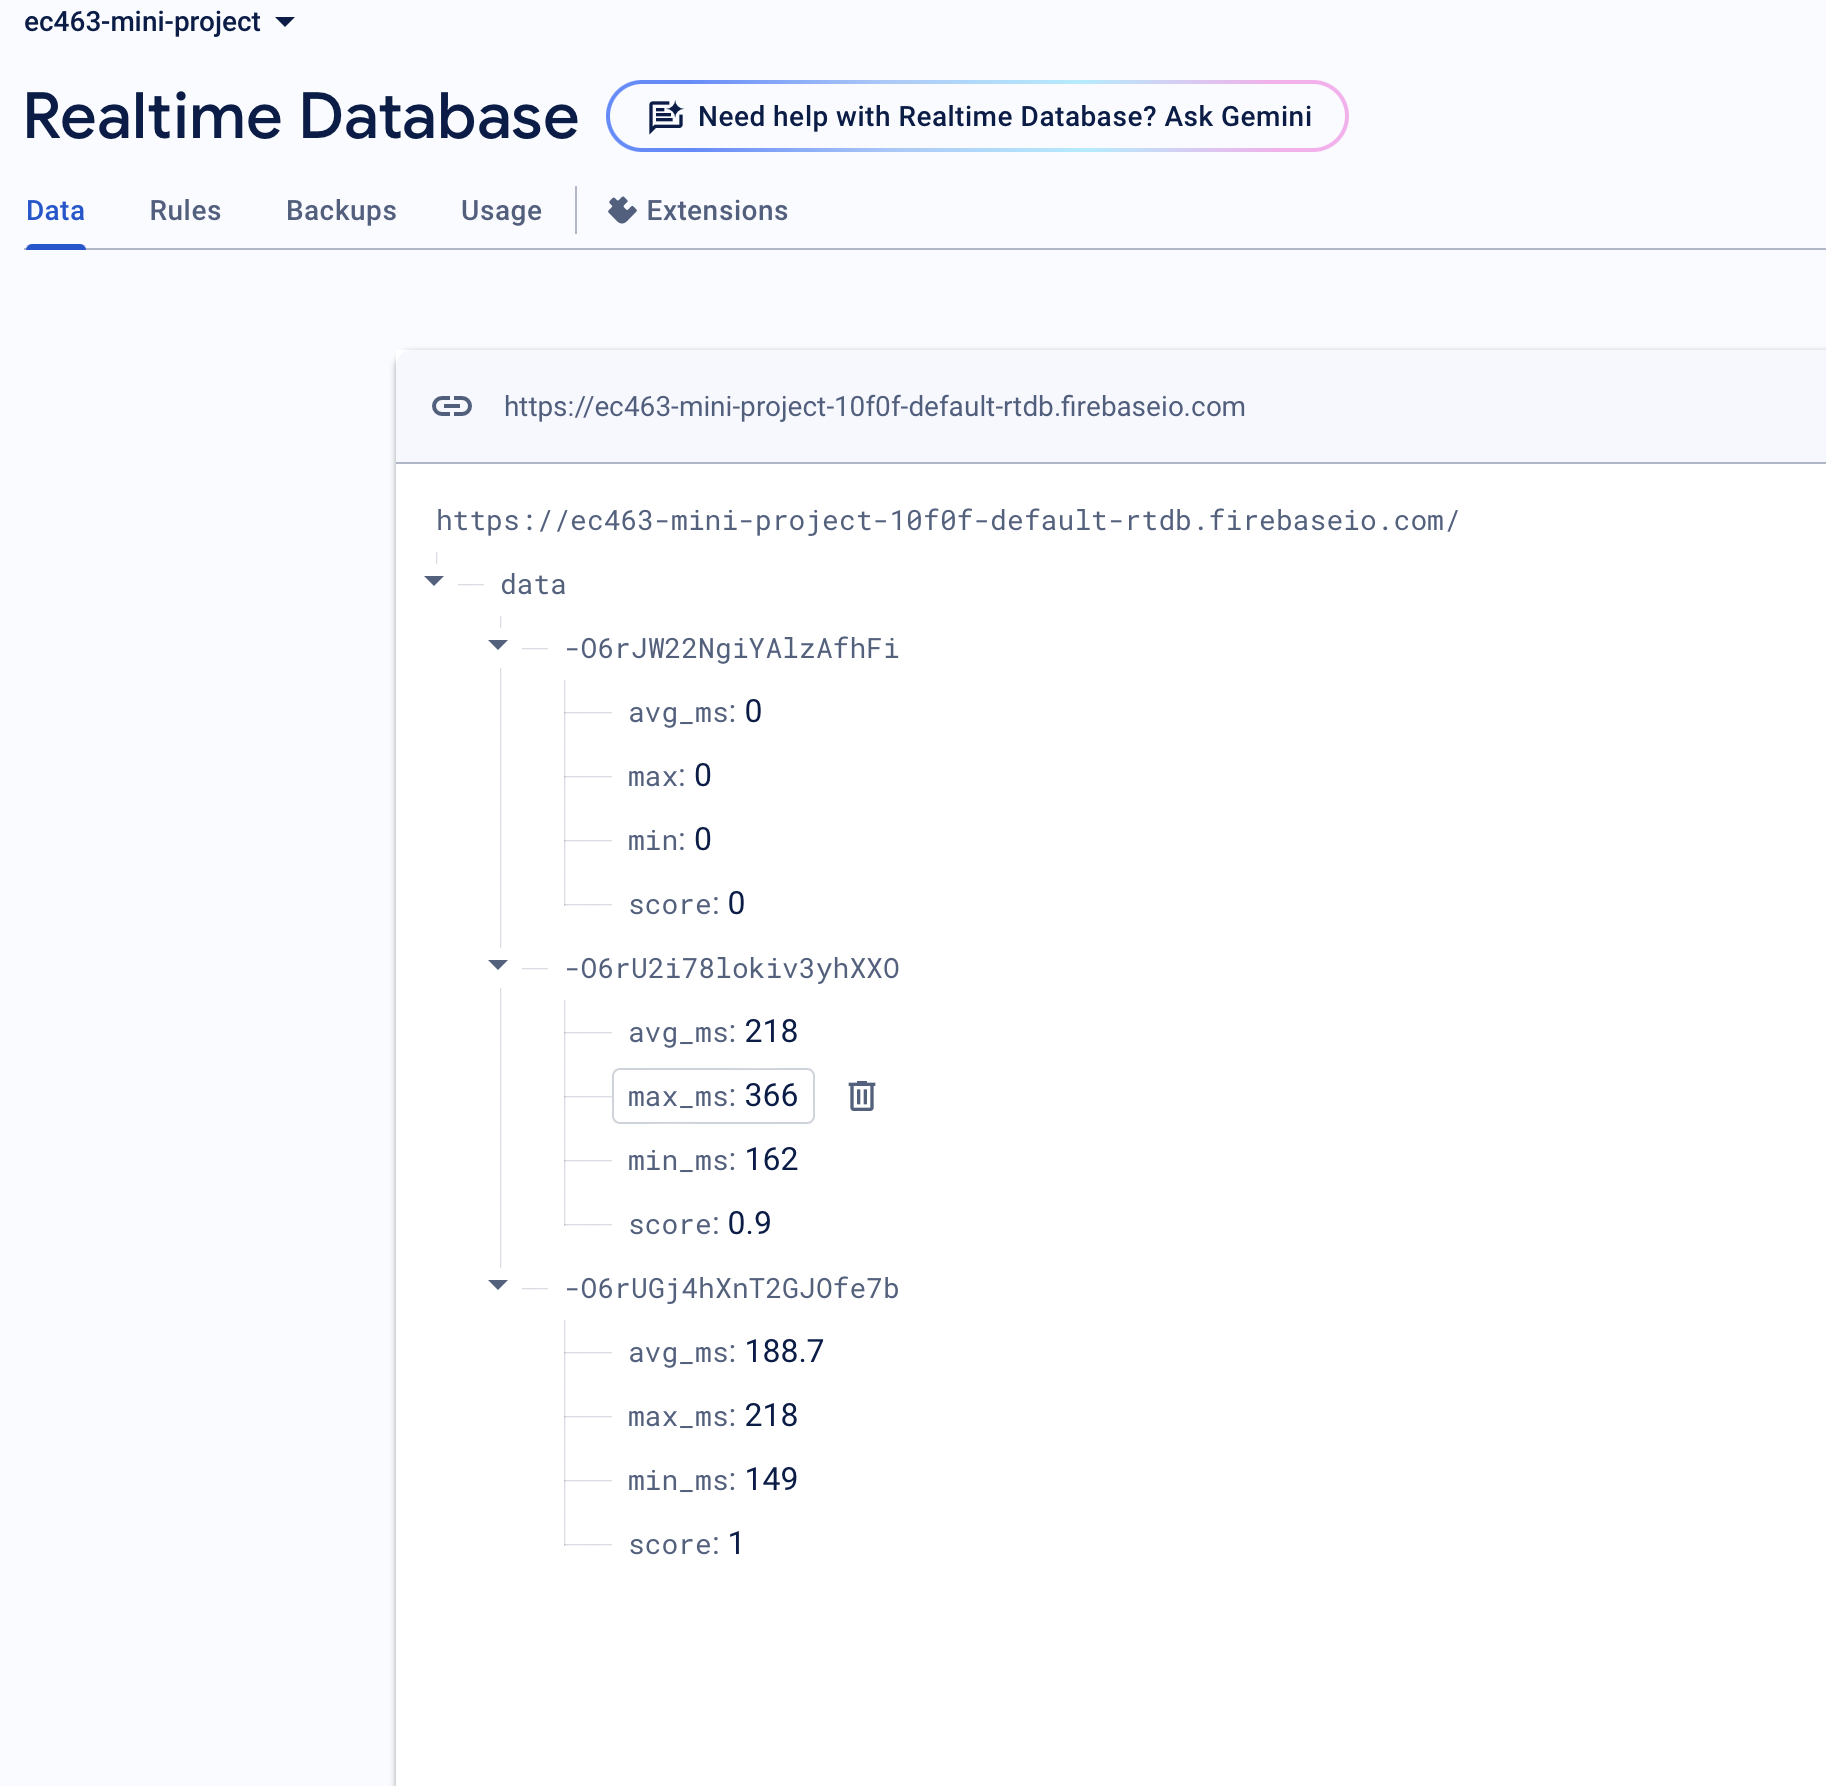 ec463-mini-project
Realtime Database
Need help with Realtime Database? Ask Gemini
Data Rules Backups Usage Extensions
https://ec463-mini-project-10f0f-default-rtdb.firebaseio.com
https://ec463-mini-project-10f0f-default-rtdb.firebaseio.com/
data
-O6rJW22NgiYAlzAfhFi
avg_ms: 0
max: 0
min: 0
score: 0
-O6rU2i78lokiv3yhXXO
avg_ms: 218
max_ms: 366
min_ms: 162
score: 0.9
-O6rUGj4hXnT2GJOfe7b
avg_ms: 188.7
max_ms: 218
min_ms: 149
score: 1